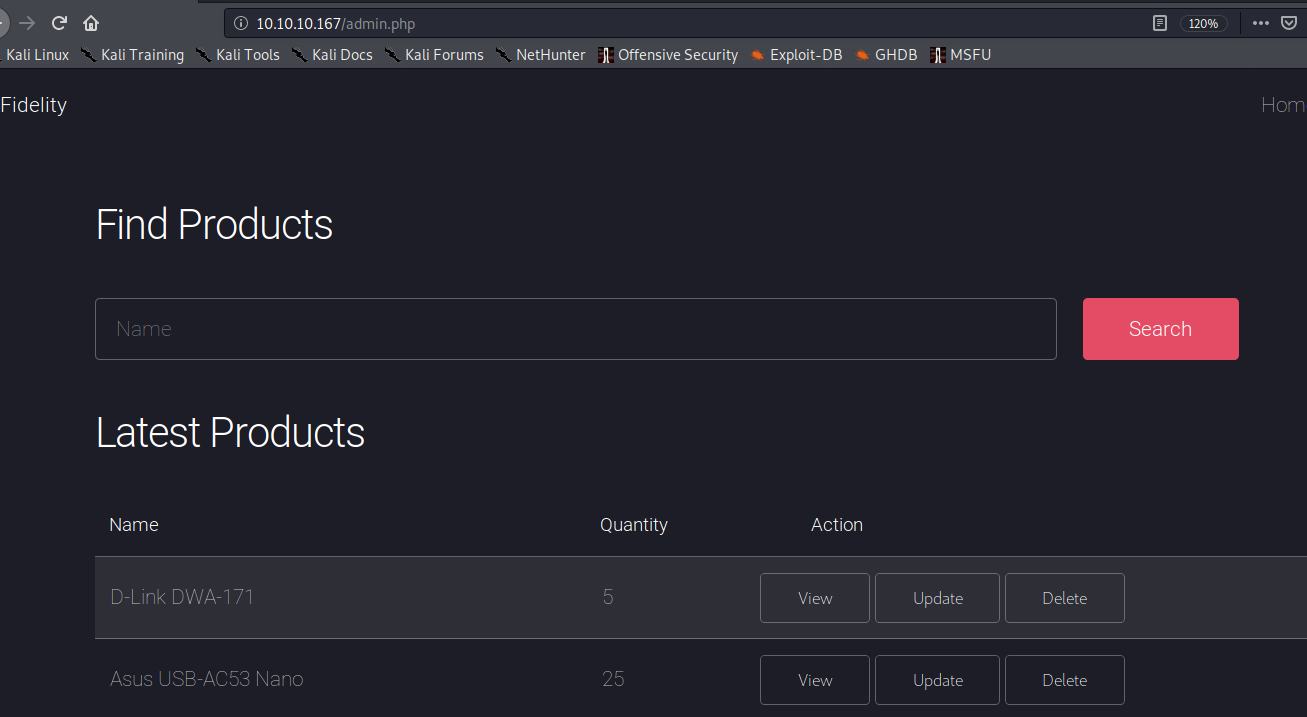 10.10.10.167/admin.php 120%
Kali Linux Kali Training Kali Tools Kali Docs Kali Forums NetHunter Offensive Security Exploit-DB GHDB MSFU
Fidelity Hom
Find Products
Name Search
Latest Products
Name Quantity Action
D-Link DWA-171 5 View Update Delete
Asus USB-AC53 Nano 25 View Update Delete